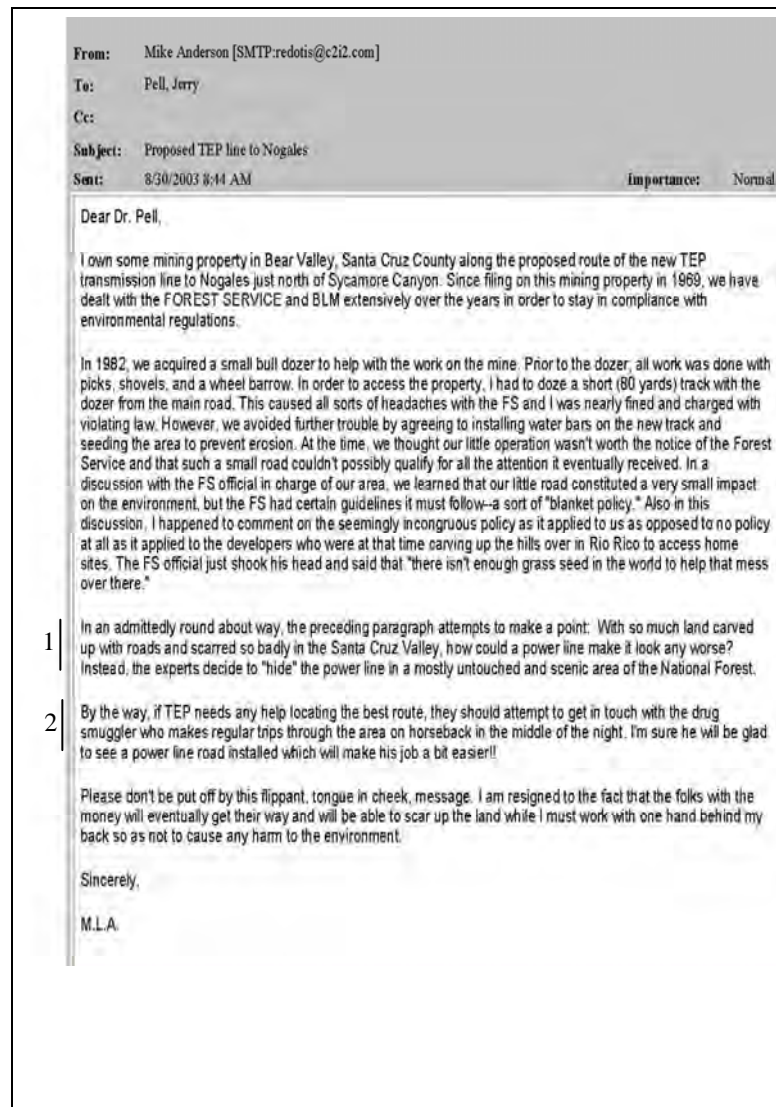 From: Mike Anderson [SMTP:redotis@c2i2.com]
To: Pell, Jerry
Cc:
Subject: Proposed TEP line to Nogales
Sent: 8/30/2003 8:44 AM Importance: Normal
Dear Dr. Pell,
I own some mining property in Bear Valley, Santa Cruz County along the proposed route of the new TEP
transmission line to Nogales just north of Sycamore Canyon. Since filing on this mining property in 1969, we have
dealt with the FOREST SERVICE and BLM extensively over the years in order to stay in compliance with
environmental regulations.
In 1982, we acquired a small bull dozer to help with the work on the mine. Prior to the dozer, all work was done with
picks, shovels, and a wheel barrow. In order to access the property, I had to doze a short (80 yards) track with the
dozer from the main road. This caused all sorts of headaches with the FS and I was nearly fined and charged with
violating law. However, we avoided further trouble by agreeing to installing water bars on the new track and
seeding the area to prevent erosion. At the time, we thought our little operation wasn't worth the notice of the Forest
Service and that such a small road couldn't possibly qualify for all the attention it eventually received. In a
discussion with the FS official in charge of our area, we learned that our little road constituted a very small impact
on the environment, but the FS had certain guidelines it must follow--a sort of "blanket policy." Also in this
discussion, I happened to comment on the seemingly incongruous policy as it applied to us as opposed to no policy
at all as it applied to the developers who were at that time carving up the hills over in Rio Rico to access home
sites. The FS official just shook his head and said that "there isn't enough grass seed in the world to help that mess
over there."
In an admittedly round about way, the preceding paragraph attempts to make a point: With so much land carved
1 up with roads and scarred so badly in the Santa Cruz Valley, how could a power line make it look any worse?
Instead, the experts decide to "hide" the power line in a mostly untouched and scenic area of the National Forest.
2 By the way, if TEP needs any help locating the best route, they should attempt to get in touch with the drug
smuggler who makes regular trips through the area on horseback in the middle of the night. I'm sure he will be glad
to see a power line road installed which will make his job a bit easier!!
Please don't be put off by this flippant, tongue in cheek, message. I am resigned to the fact that the folks with the
money will eventually get their way and will be able to scar up the land while I must work with one hand behind my
back so as not to cause any harm to the environment.
Sincerely,
M.L.A.